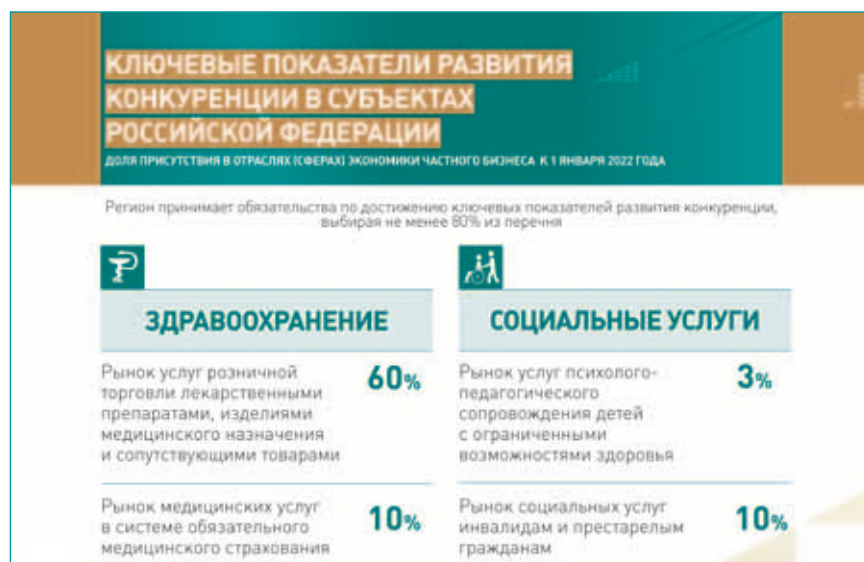 КЛЮЧЕВЫЕ ПОКАЗАТЕЛИ РАЗВИТИЯ
КОНКУРЕНЦИИ В СУБЪЕКТАХ
РОССИЙСКОЙ ФЕДЕРАЦИИ
ДОЛЯ ПРИСУТСТВИЯ В ОТРАСЛЯХ (СФЕРАХ) ЭКОНОМИКИ ЧАСТНОГО БИЗНЕСА К 1 ЯНВАРЯ 2022 ГОДА
Регион принимает обязательства по достижению ключевых показателей развития конкуренции,
выбирая не менее 80% из перечня
ЗДРАВООХРАНЕНИЕ
Рынок услуг розничной
торговли лекарственными
препаратами, изделиями
медицинского назначения
и сопутствующими товарами
60%
Рынок медицинских услуг
в системе обязательного
медицинского страхования
10%
СОЦИАЛЬНЫЕ УСЛУГИ
Рынок услуг психолого-
педагогического
сопровождения детей
с ограниченными
возможностями здоровья
3%
Рынок социальных услуг
инвалидам и престарелым
гражданам
10%